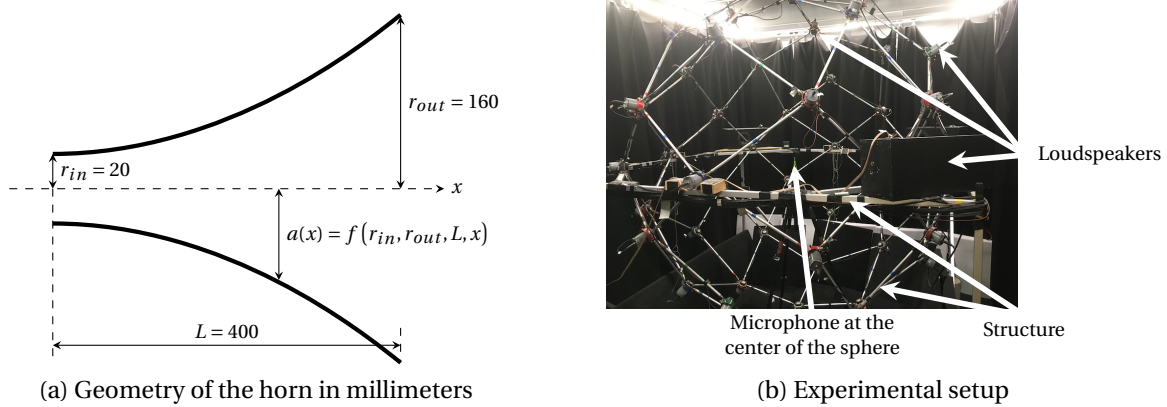 r_out = 160
r_in = 20
x
a(x) = f(r_in, r_out, L, x)
L = 400
(a) Geometry of the horn in millimeters
Loudspeakers
Microphone at the
center of the sphere
Structure
(b) Experimental setup